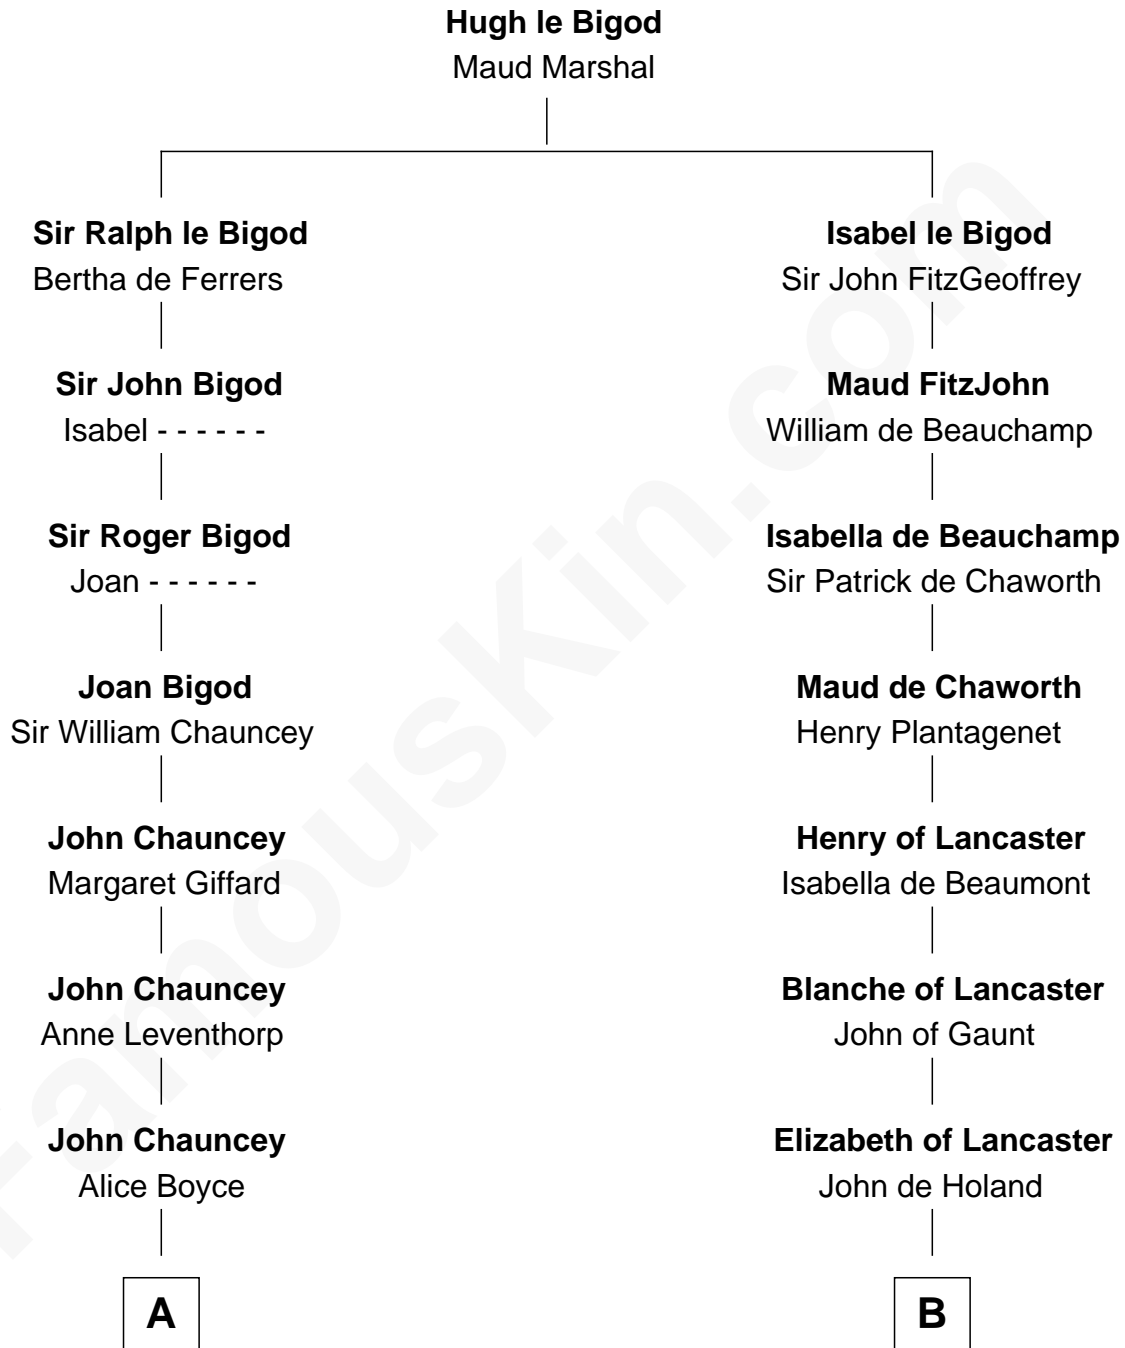 Hugh le Bigod
Maud Marshal
Sir Ralph le Bigod
Bertha de Ferrers
Sir John Bigod
Isabel - - - - - -
Sir Roger Bigod
Joan - - - - - -
Joan Bigod
Sir William Chauncey
John Chauncey
Margaret Giffard
John Chauncey
Anne Leventhorp
John Chauncey
Alice Boyce
A
Isabel le Bigod
Sir John FitzGeoffrey
Maud FitzJohn
William de Beauchamp
Isabella de Beauchamp
Sir Patrick de Chaworth
Maud de Chaworth
Henry Plantagenet
Henry of Lancaster
Isabella de Beaumont
Blanche of Lancaster
John of Gaunt
Elizabeth of Lancaster
John de Holand
B
FamousKin.com